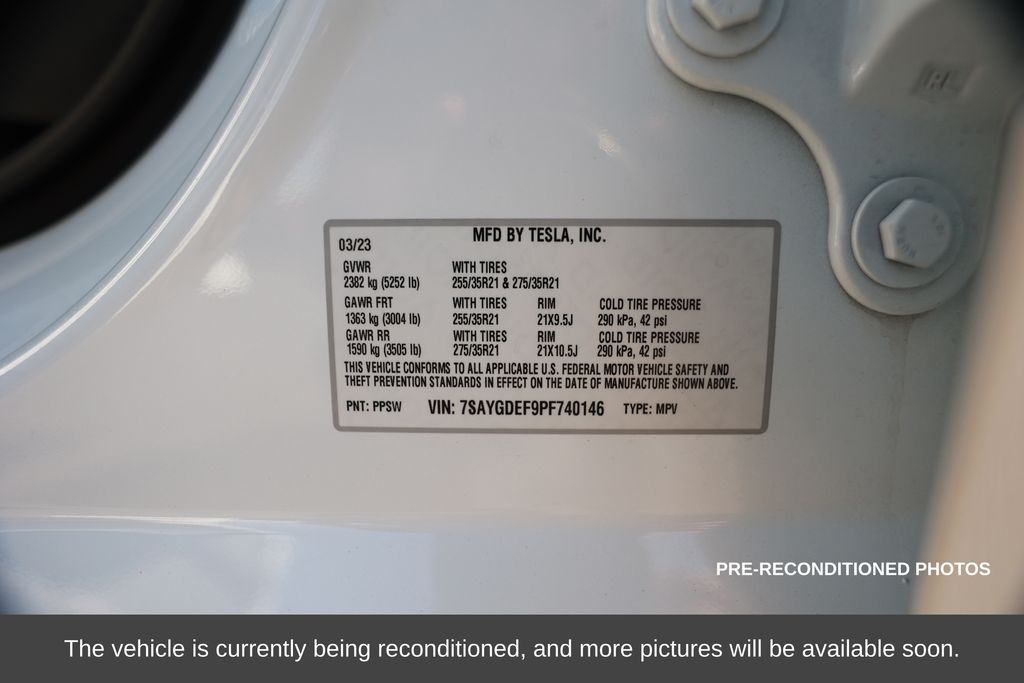 RL
MFD BY TESLA, INC.
03/23
GVWR WITH TIRES
2382 kg (5252 lb) 255/35R21 & 275/35R21
GAWR FRT WITH TIRES RIM COLD TIRE PRESSURE
1363 kg (3004 lb) 255/35R21 21X9.5J 290 kPa, 42 psi
GAWR RR WITH TIRES RIM COLD TIRE PRESSURE
1590 kg (3505 lb) 275/35R21 21X10.5J 290 kPa, 42 psi
THIS VEHICLE CONFORMS TO ALL APPLICABLE U.S. FEDERAL MOTOR VEHICLE SAFETY AND
THEFT PREVENTION STANDARDS IN EFFECT ON THE DATE OF MANUFACTURE SHOWN ABOVE.
PNT: PPSW VIN: 7SAYGDEF9PF740146 TYPE: MPV
PRE-RECONDITIONED PHOTOS
The vehicle is currently being reconditioned, and more pictures will be available soon.